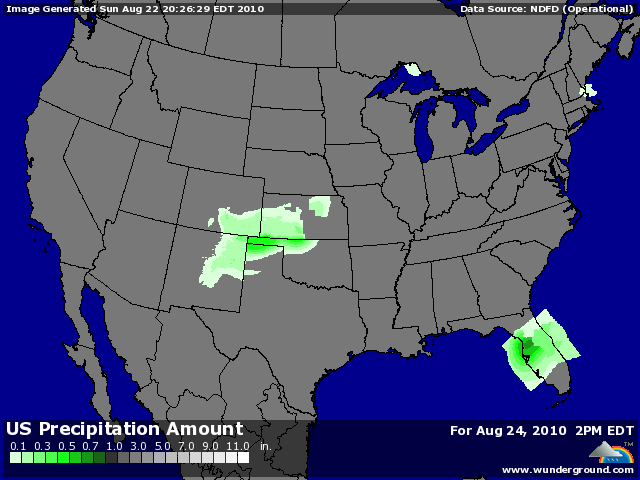 Image Generated Sun Aug 22 20:26:29 EDT 2010 Data Source: NDFD (Operational)
US Precipitation Amount
For Aug 24, 2010 2PM EDT
0.1 0.3 0.5 0.7 1.0 3.0 5.0 7.0 9.0 11.0 in.
TM
www.wunderground.com